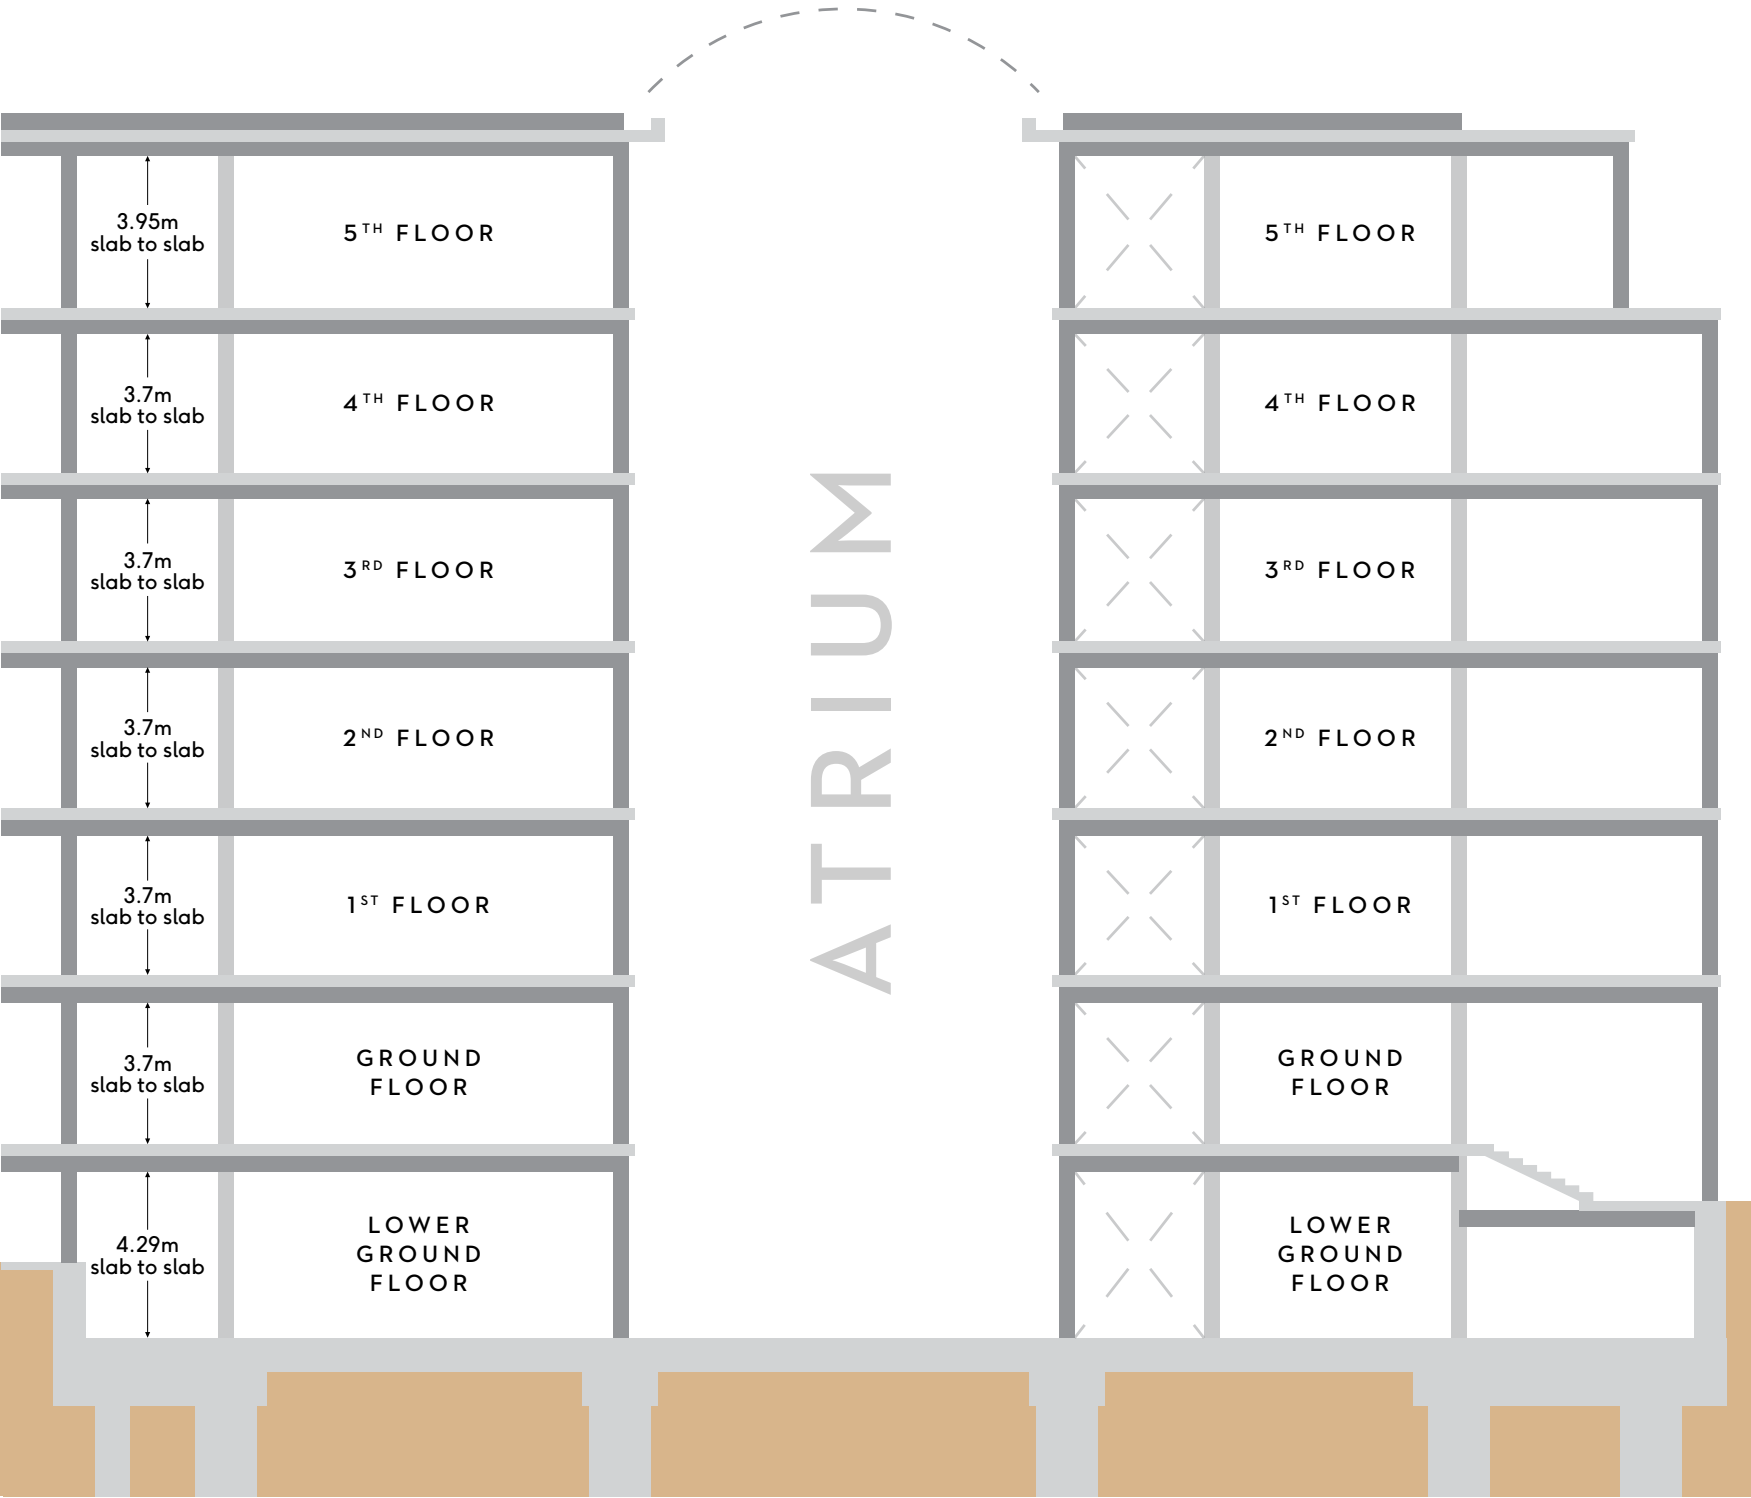 3.95m
slab to slab
5TH FLOOR
5TH FLOOR
3.7m
slab to slab
4TH FLOOR
4TH FLOOR
3.7m
slab to slab
3RD FLOOR
3RD FLOOR
3.7m
slab to slab
2ND FLOOR
2ND FLOOR
ATRIUM
3.7m
slab to slab
1ST FLOOR
1ST FLOOR
3.7m
slab to slab
GROUND
FLOOR
GROUND
FLOOR
4.29m
slab to slab
LOWER
GROUND
FLOOR
LOWER
GROUND
FLOOR